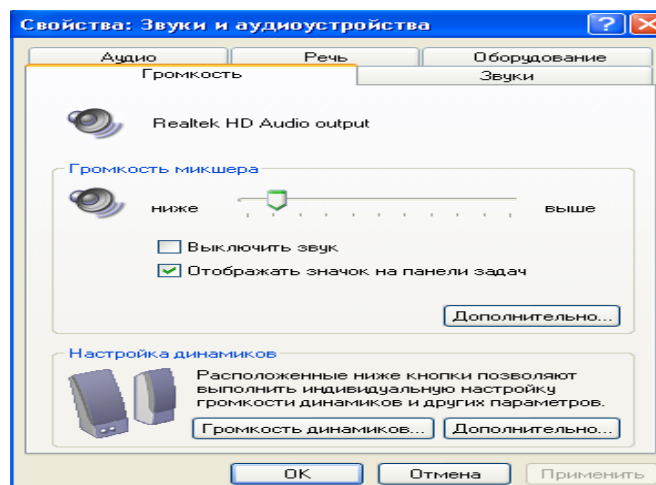 Свойства: Звуки и аудиоустройства
Аудио Речь Оборудование
Громкость Звуки
Realtek HD Audio output
Громкость микшера
ниже выше
Выключить звук
Отображать значок на панели задач
Дополнительно...
Настройка динамиков
Расположенные ниже кнопки позволяют
выполнить индивидуальную настройку
громкости динамиков и других параметров.
Громкость динамиков... Дополнительно...
ОК Отмена Применить